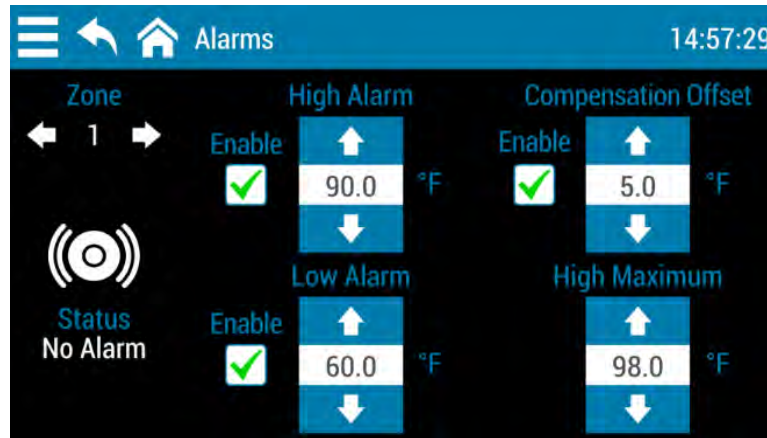 Alarms
14:57:29
Zone
1
High Alarm
Enable
90.0 °F
Compensation Offset
Enable
5.0 °F
Status
No Alarm
Low Alarm
Enable
60.0 °F
High Maximum
98.0 °F